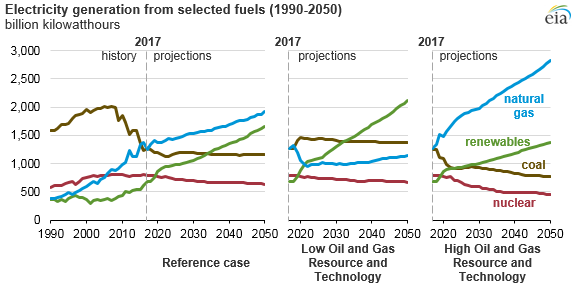 Electricity generation from selected fuels (1990-2050)
billion kilowatthours
eia
2017
2017
2017
history
projections
projections
projections
3,000
2,500
2,000
1,500
1,000
500
0
natural
gas
renewables
coal
nuclear
1990 2000 2010 2020 2030 2040 2050
2020 2030 2040 2050
2020 2030 2040 2050
Reference case
Low Oil and Gas
Resource and
Technology
High Oil and Gas
Resource and
Technology